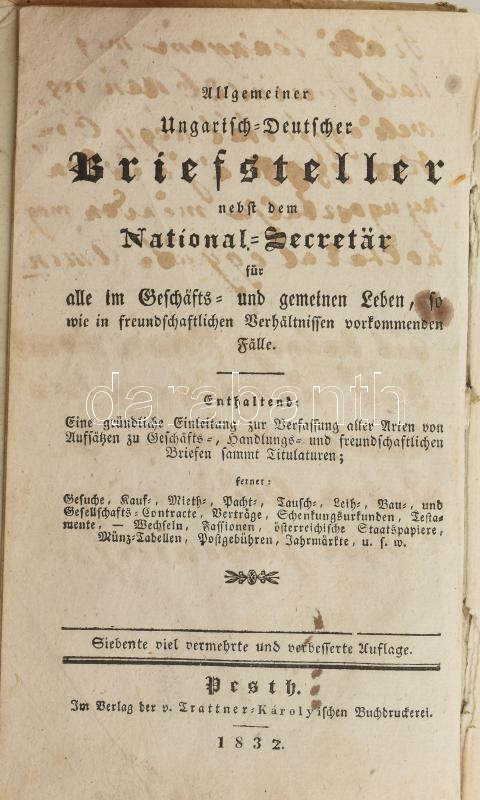 Allgemeiner
Ungarisch-Deutscher
Briefsteller
nebst dem
National.-Secretär
für
alle im Geschäfts- und gemeinen Leben, so
wie in freundschaftlichen Verhältnissen vorkommenden
Fälle.
Enthaltend:
darabanth
Eine gründliche Einleitung zur Verfassung aller Arten von
Aufsätzen zu Geschäfts-, Handlungs- und freundschaftlichen
Briefen sammt Titulaturen;
ferner:
Gesuche, Kauf-, Mieth-, Pacht-, Tausch-, Leih-, Bau-, und
Gesellschafts-Contracte, Verträge, Schenkungsurkunden, Testa-
mente, — Wechseln, Fassionen, österreichische Staatspapiere,
Münz-Tabellen, Postgebühren, Jahrmärkte, u. s. w.
Siebente viel vermehrte und verbesserte Auflage.
Pesth.
Im Verlag der v. Trattner-Károlyischen Buchdruckerei.
1832.